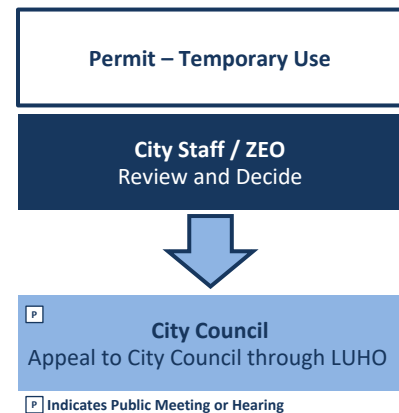 Permit – Temporary Use
City Staff / ZEO
Review and Decide
P
City Council
Appeal to City Council through LUHO
P Indicates Public Meeting or Hearing